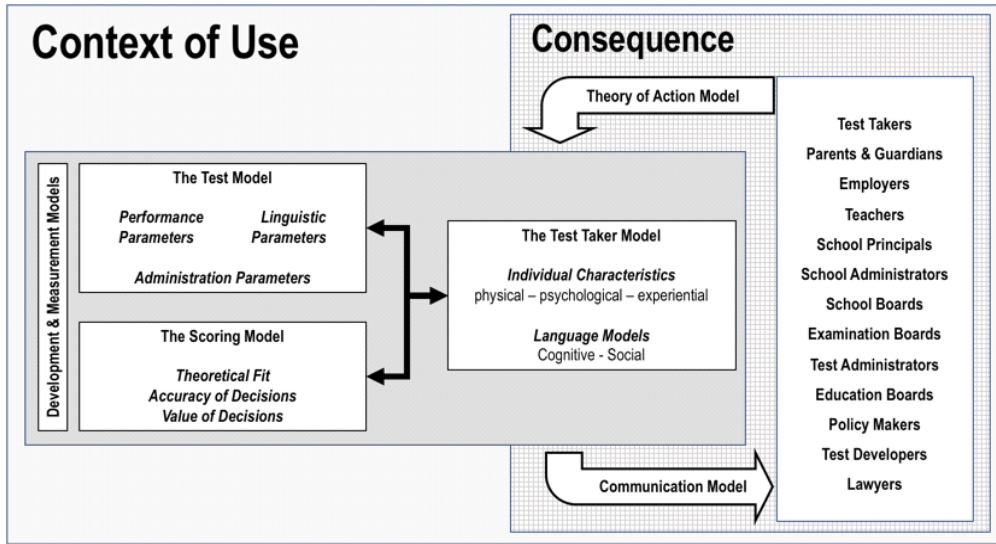 Context of Use
Consequence
Theory of Action Model
Development & Measurement Models
The Test Model
Performance Parameters
Linguistic Parameters
Administration Parameters
The Scoring Model
Theoretical Fit
Accuracy of Decisions
Value of Decisions
The Test Taker Model
Individual Characteristics
physical – psychological – experiential
Language Models
Cognitive - Social
Test Takers
Parents & Guardians
Employers
Teachers
School Principals
School Administrators
School Boards
Examination Boards
Test Administrators
Education Boards
Policy Makers
Test Developers
Lawyers
Communication Model